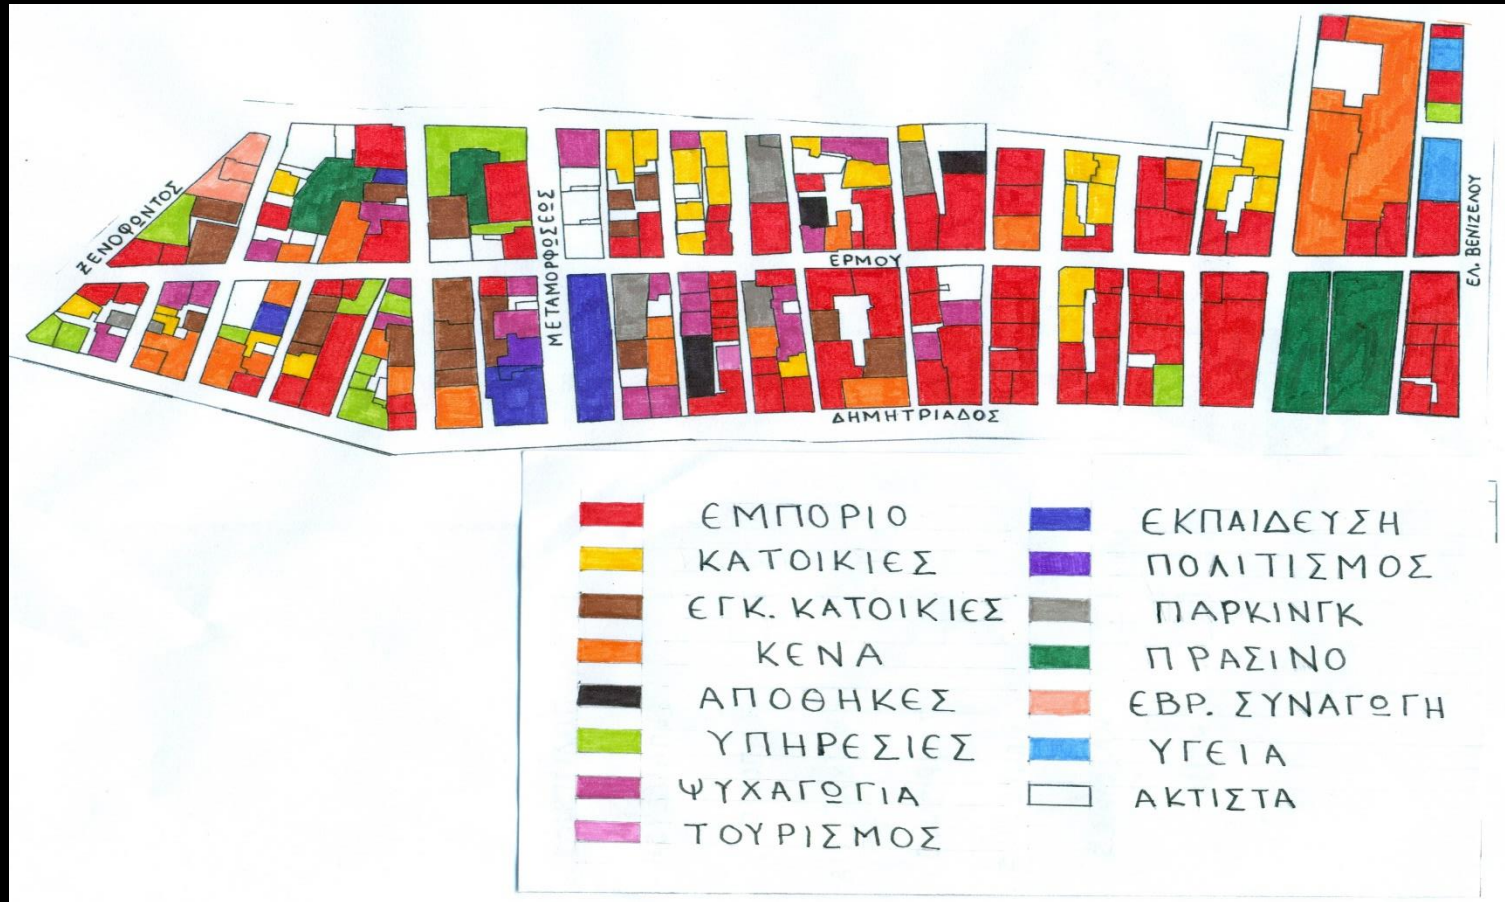 ΞΕΝΟΦΩΝΤΟΣ
ΜΕΤΑΜΟΡΦΩΣΕΩΣ
ΕΡΜΟΥ
ΕΛ. ΒΕΝΙΖΕΛΟΥ
ΔΗΜΗΤΡΙΑΔΟΣ
ΕΜΠΟΡΙΟ
ΚΑΤΟΙΚΙΕΣ
ΕΓΚ. ΚΑΤΟΙΚΙΕΣ
ΚΕΝΑ
ΑΠΟΘΗΚΕΣ
ΥΠΗΡΕΣΙΕΣ
ΨΥΧΑΓΩΓΙΑ
ΤΟΥΡΙΣΜΟΣ
ΕΚΠΑΙΔΕΥΣΗ
ΠΟΛΙΤΙΣΜΟΣ
ΠΑΡΚΙΝΓΚ
ΠΡΑΣΙΝΟ
ΕΒΡ. ΣΥΝΑΓΩΓΗ
ΥΓΕΙΑ
ΑΚΤΙΣΤΑ